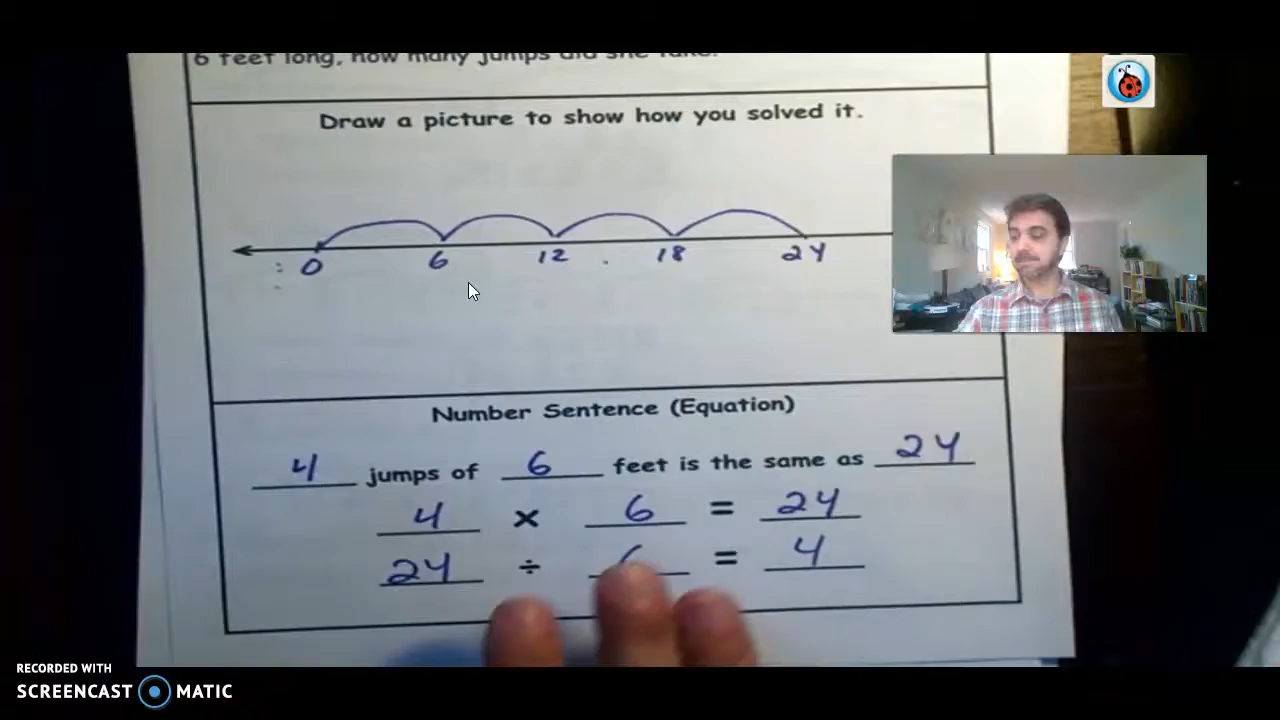 6 feet long, how many jumps did she take?
Draw a picture to show how you solved it.
0 6 12 18 24
Number Sentence (Equation)
4 jumps of 6 feet is the same as 24
4 × 6 = 24
24 ÷ 6 = 4
RECORDED WITH
SCREENCAST MATIC